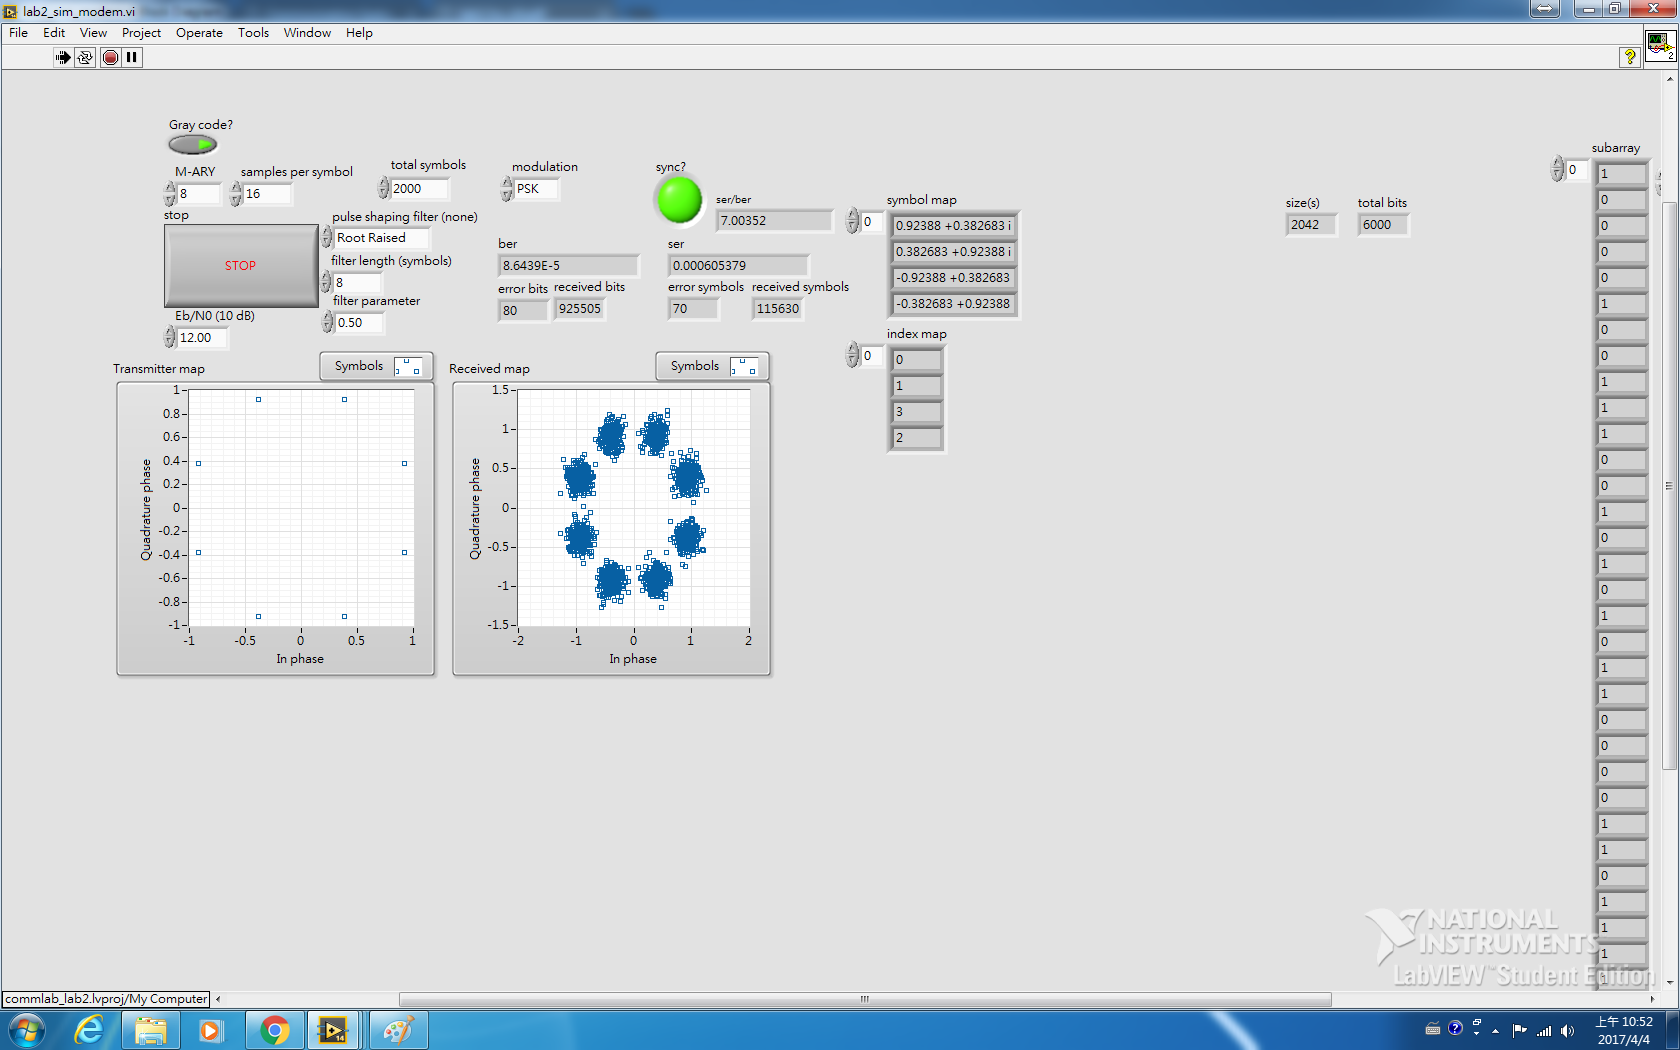 lab2_sim_modem.vi
File Edit View Project Operate Tools Window Help
2
Gray code?
M-ARY
8
samples per symbol
16
total symbols
2000
modulation
PSK
sync?
ser/ber
7.00352
stop
STOP
pulse shaping filter (none)
Root Raised
filter length (symbols)
8
filter parameter
0.50
Eb/N0 (10 dB)
12.00
ber
8.6439E-5
error bits
80
received bits
925505
ser
0.000605379
error symbols
70
received symbols
115630
symbol map
0
0.92388 +0.382683 i
0.382683 +0.92388 i
-0.92388 +0.382683
-0.382683 +0.92388
index map
0
0
1
3
2
size(s)
2042
total bits
6000
subarray
0
1
0
0
0
0
1
0
0
1
1
1
0
0
1
0
1
0
1
0
1
1
0
0
0
0
1
1
0
1
1
1
Transmitter map
Symbols
1
0.8
0.6
0.4
0.2
0
-0.2
-0.4
-0.6
-0.8
-1
Quadrature phase
-1 -0.5 0 0.5 1
In phase
Received map
Symbols
1.5
1
0.5
0
-0.5
-1
-1.5
Quadrature phase
-2 -1 0 1 2
In phase
NATIONAL
INSTRUMENTS
LabVIEW™ Student Edition
commlab_lab2.lvproj/My Computer
14
上午 10:52
2017/4/4